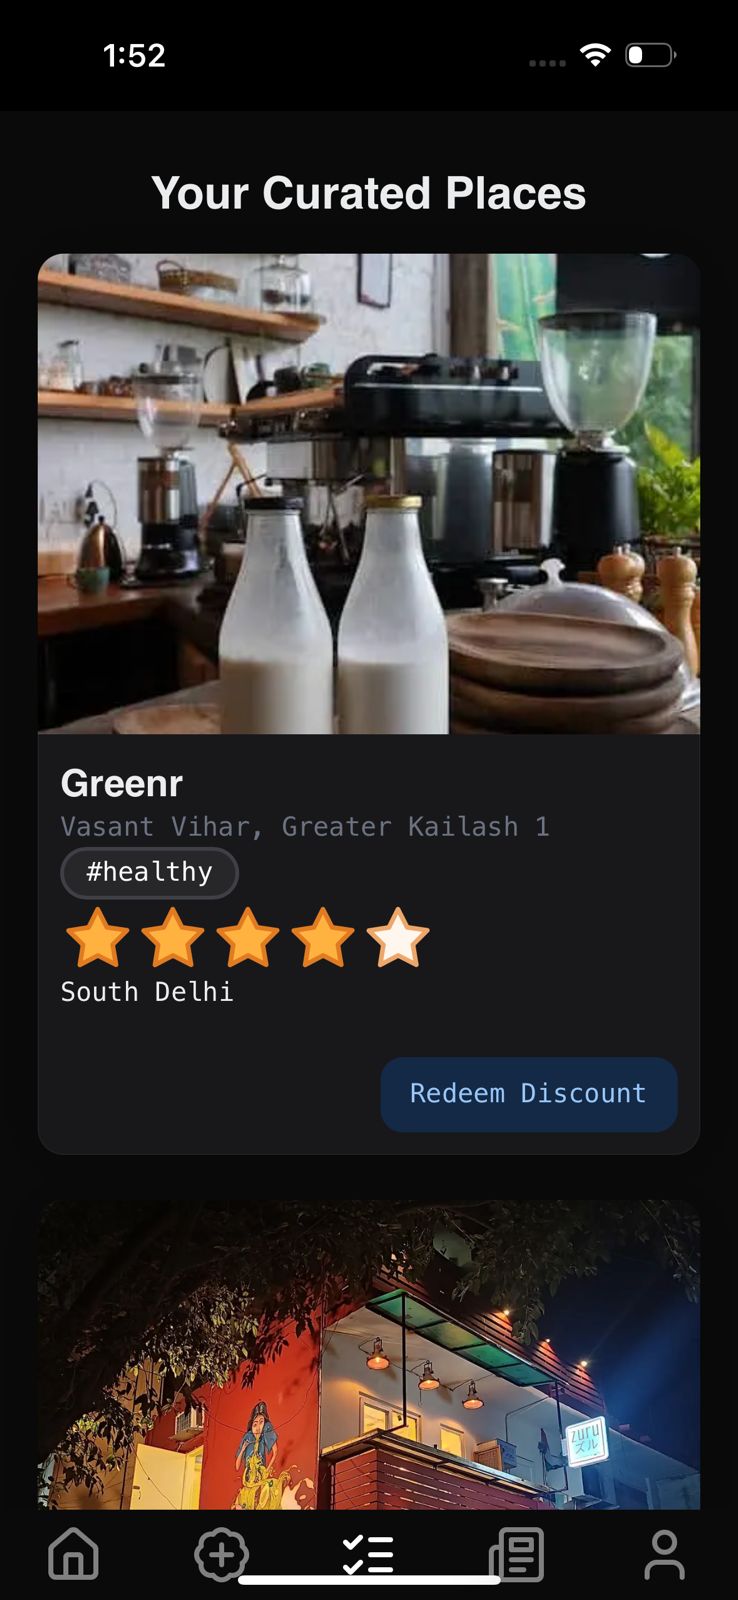 1:52
Your Curated Places
Greenr
Vasant Vihar, Greater Kailash 1
#healthy
South Delhi
Redeem Discount
zuru
ズル